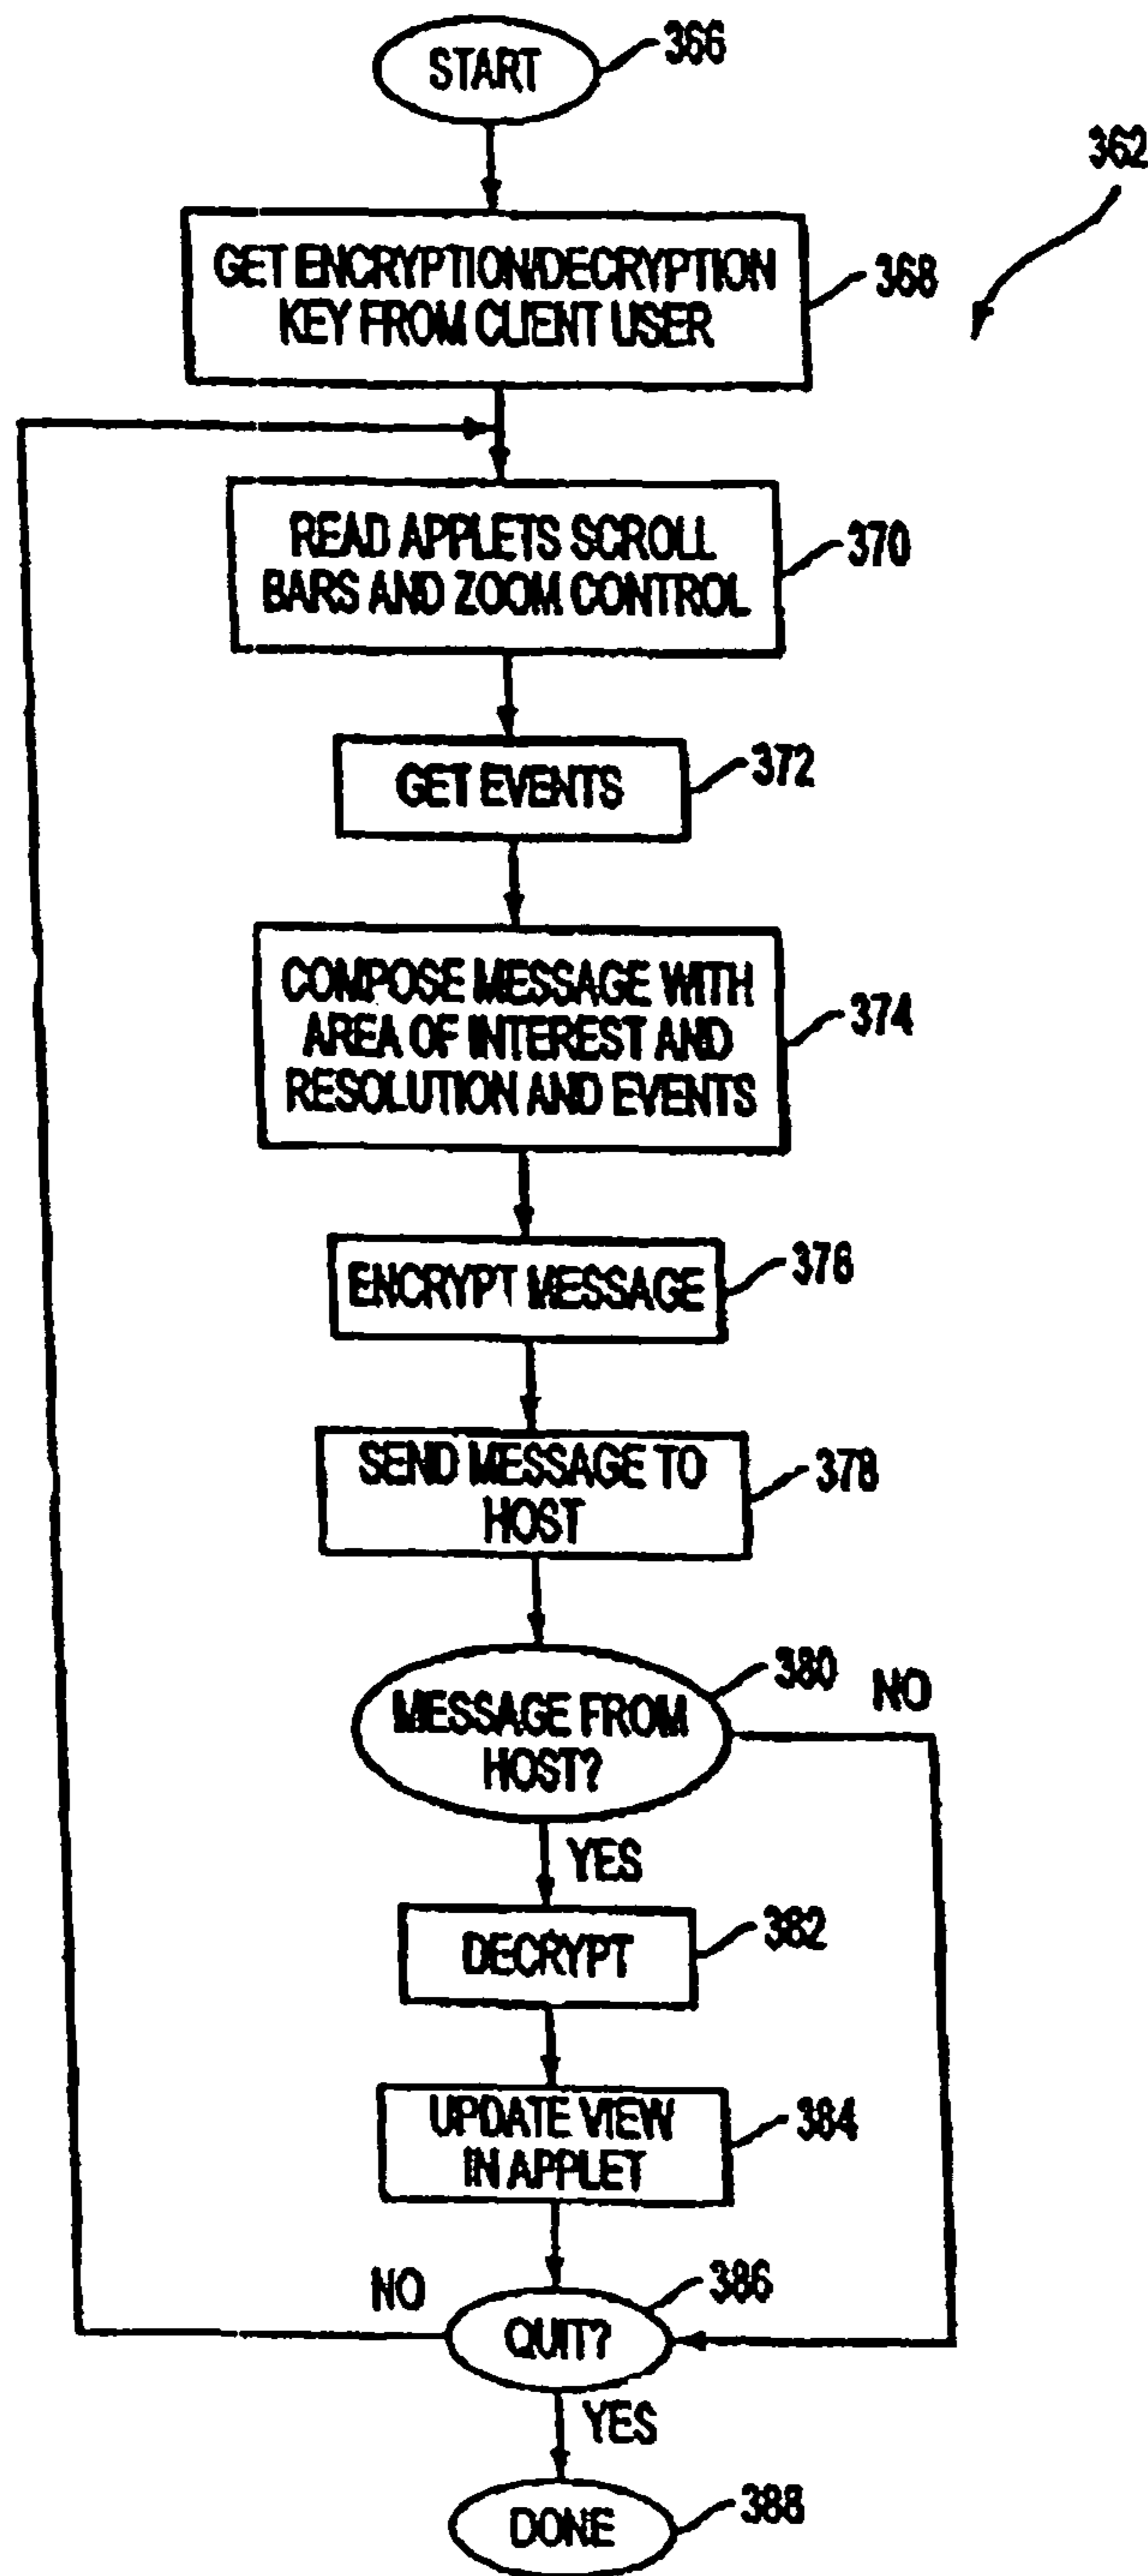 START
366
362
GET ENCRYPTION/DECRYPTION
KEY FROM CLIENT USER
368
READ APPLETS SCROLL
BARS AND ZOOM CONTROL
370
GET EVENTS
372
COMPOSE MESSAGE WITH
AREA OF INTEREST AND
RESOLUTION AND EVENTS
374
ENCRYPT MESSAGE
376
SEND MESSAGE TO
HOST
378
MESSAGE FROM
HOST?
380
NO
YES
DECRYPT
382
UPDATE VIEW
IN APPLET
384
NO
QUIT?
386
YES
DONE
388